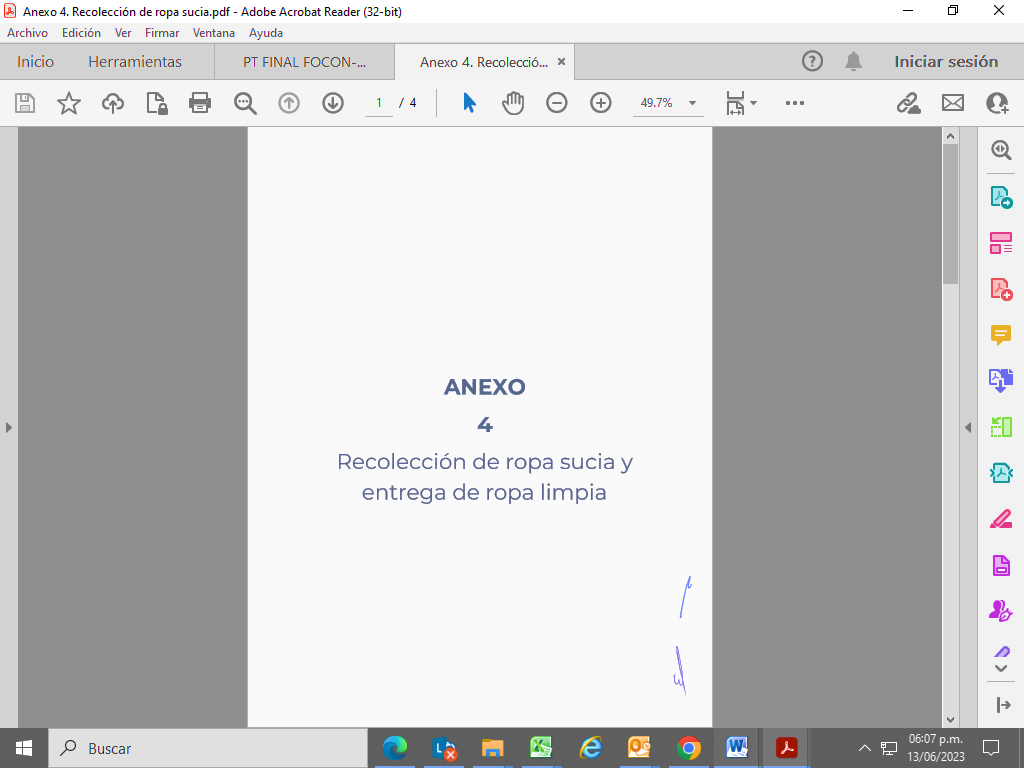 Anexo 4. Recolección de ropa sucia.pdf - Adobe Acrobat Reader (32-bit)
Archivo Edición Ver Firmar Ventana Ayuda
Inicio Herramientas PT FINAL FOCON-... Anexo 4. Recolecció... Iniciar sesión
1 / 4 49.7%
ANEXO
4
Recolección de ropa sucia y
entrega de ropa limpia
Buscar
06:07 p.m.
13/06/2023